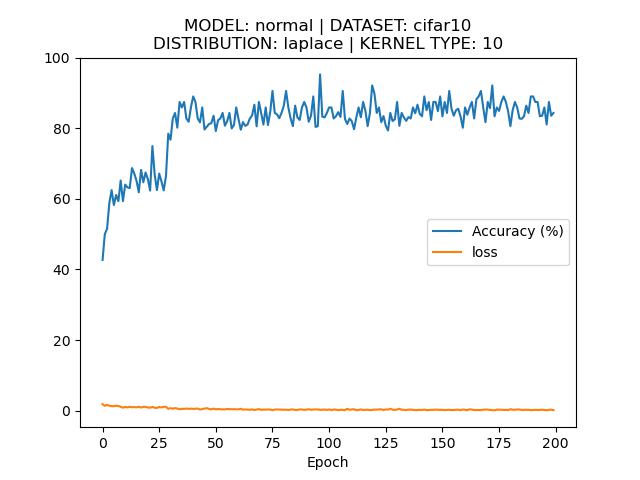 MODEL: normal | DATASET: cifar10
DISTRIBUTION: laplace | KERNEL TYPE: 10
100
80
60
40
20
0
Accuracy (%)
loss
0 25 50 75 100 125 150 175 200
Epoch